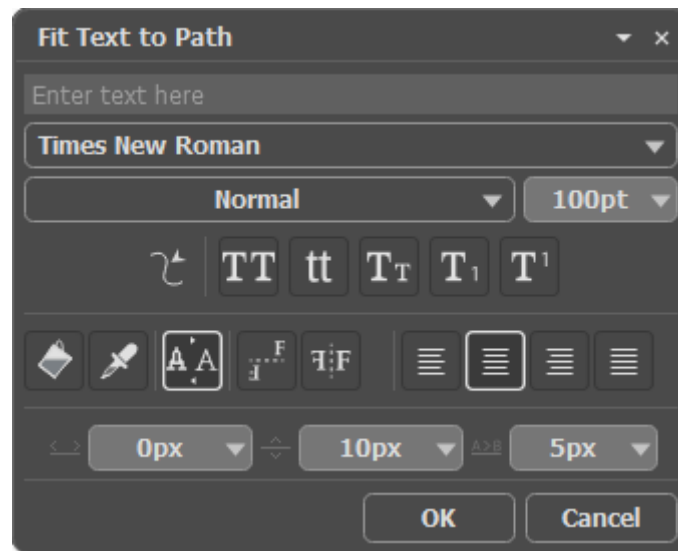 Fit Text to Path
Enter text here
Times New Roman
Normal 100pt
TT tt TT T1 T1
A A F F F F
0px 10px A>B 5px
OK Cancel